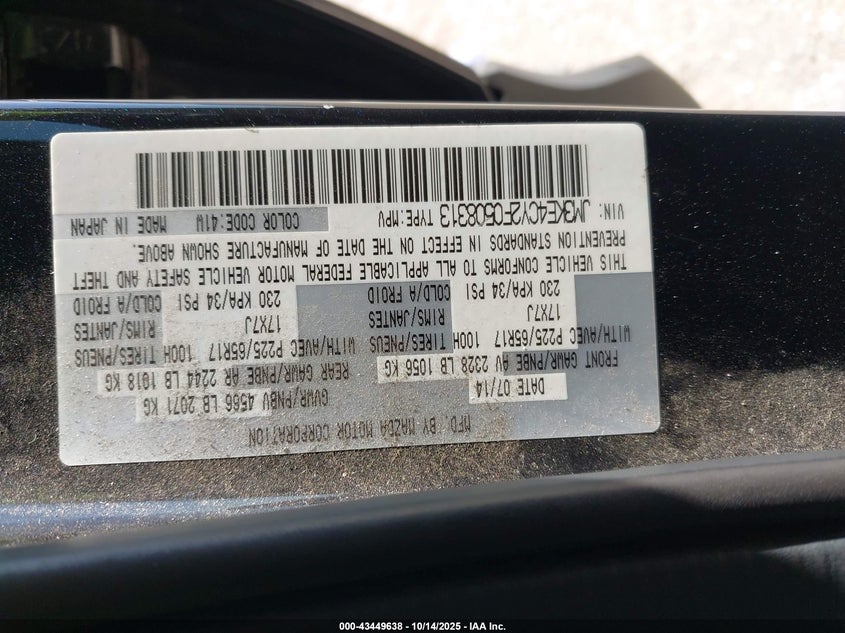 MFD. BY MAZDA MOTOR CORPORATION
DATE 07/14 GVWR/PNBV 4566 LB 2071 KG
FRONT GAWR/PNBE AV 2328 LB 1056 KG REAR GAWR/PNBE AR 2244 LB 1018 KG
WITH/AVEC P225/65R17 100H TIRES/PNEUS WITH/AVEC P225/65R17 100H TIRES/PNEUS
17X7J RIMS/JANTES 17X7J RIMS/JANTES
230 KPA/34 PSI COLD/A FROID 230 KPA/34 PSI COLD/A FROID
THIS VEHICLE CONFORMS TO ALL APPLICABLE FEDERAL MOTOR VEHICLE SAFETY AND THEFT
PREVENTION STANDARDS IN EFFECT ON THE DATE OF MANUFACTURE SHOWN ABOVE.
VIN: JM3KE4CY2F0508313 TYPE:MPV COLOR CODE:41W MADE IN JAPAN
000-43449638 - 10/14/2025 - IAA Inc.